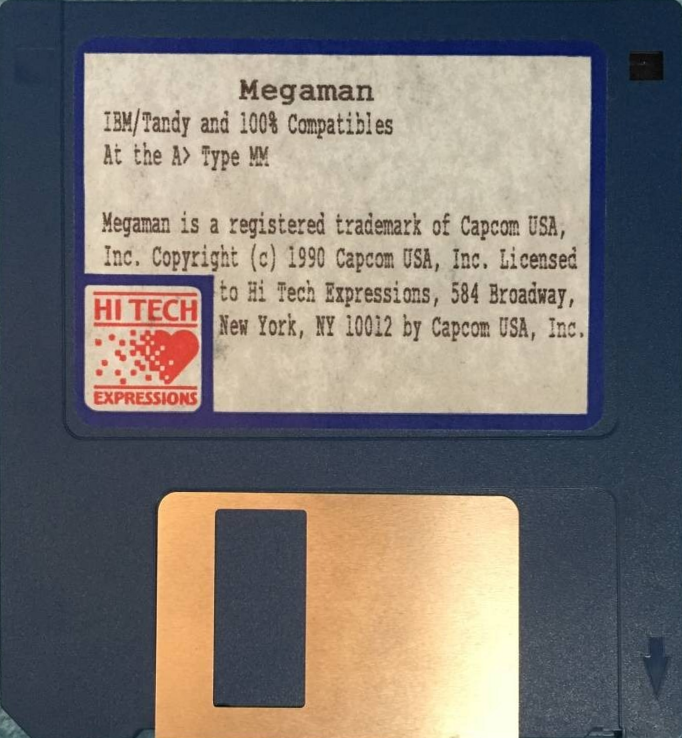 Megaman
IBM/Tandy and 100% Compatibles
At the A> Type MM
Megaman is a registered trademark of Capcom USA,
Inc. Copyright (c) 1990 Capcom USA, Inc. Licensed
to Hi Tech Expressions, 584 Broadway,
New York, NY 10012 by Capcom USA, Inc.
HI TECH
EXPRESSIONS